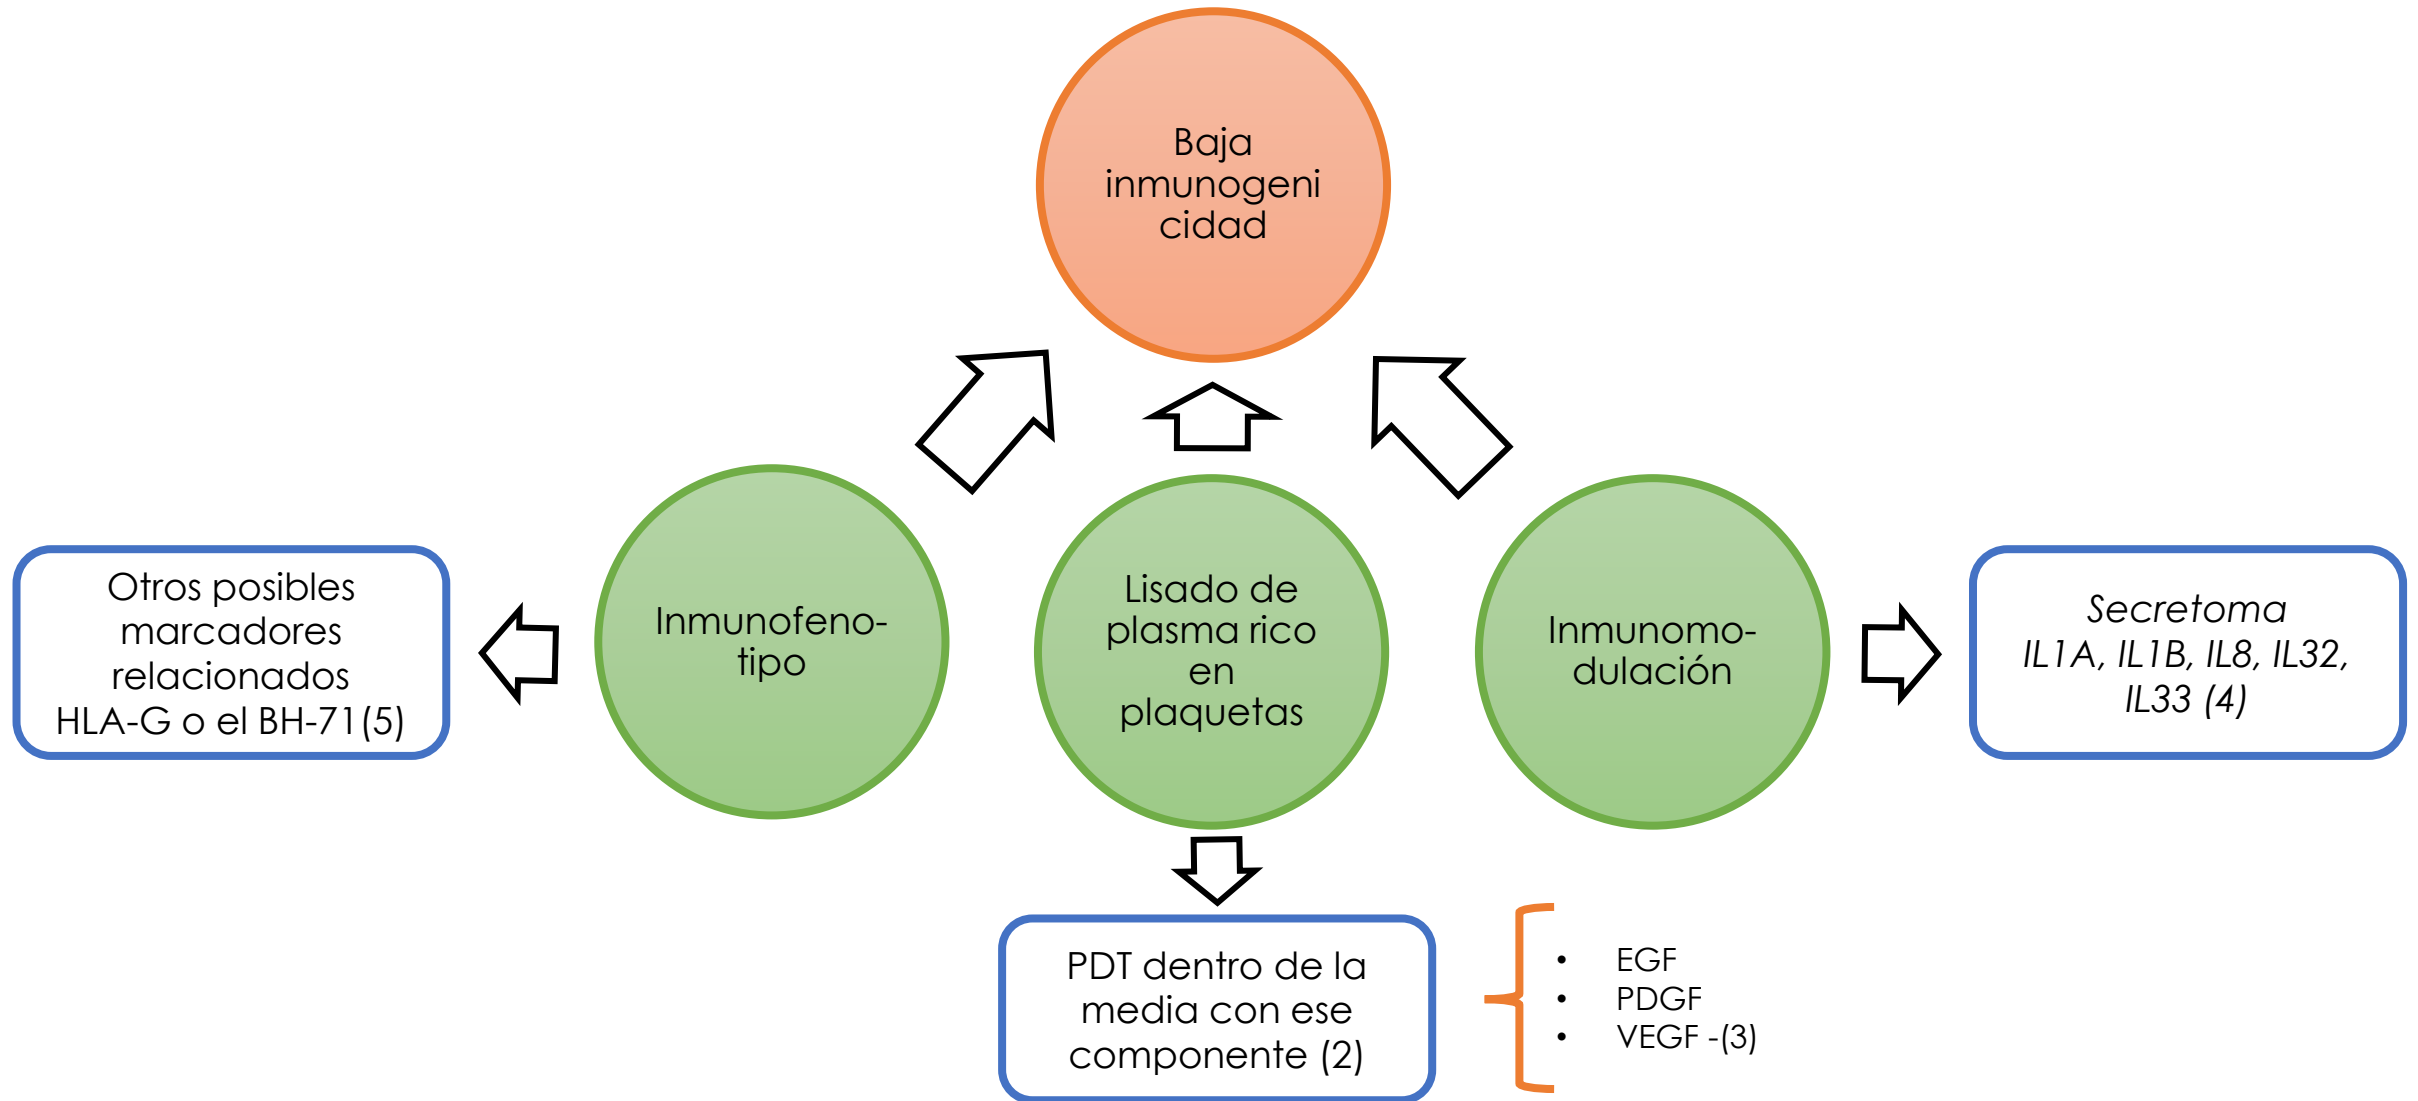 Baja
inmunogeni
cidad
Otros posibles
marcadores
relacionados
HLA-G o el BH-71(5)
Inmunofeno-
tipo
Lisado de
plasma rico
en
plaquetas
Inmunomo-
dulación
Secretoma
IL1A, IL1B, IL8, IL32,
IL33 (4)
PDT dentro de la
media con ese
componente (2)
• EGF
• PDGF
• VEGF -(3)